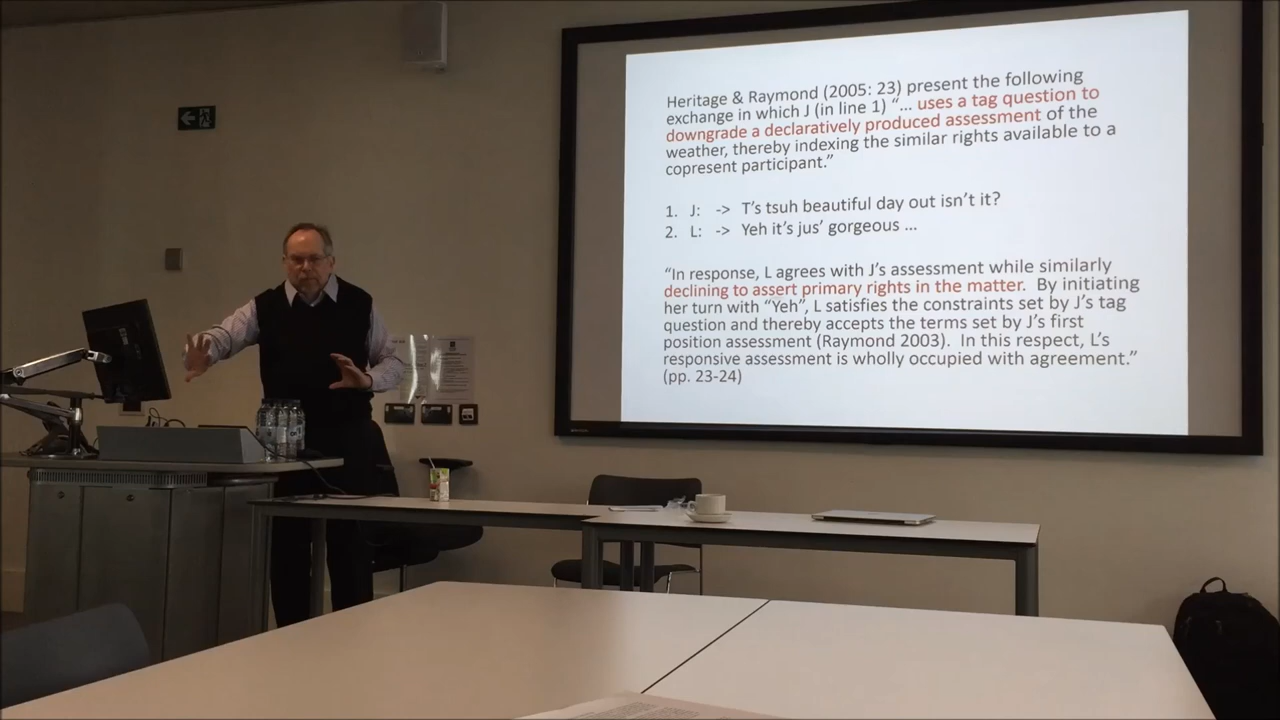 Heritage & Raymond (2005: 23) present the following
exchange in which J (in line 1) “… uses a tag question to
downgrade a declaratively produced assessment of the
weather, thereby indexing the similar rights available to a
copresent participant.”
1. J: -> T’s tsuh beautiful day out isn’t it?
2. L: -> Yeh it’s jus’ gorgeous …
“In response, L agrees with J’s assessment while similarly
declining to assert primary rights in the matter. By initiating
her turn with “Yeh”, L satisfies the constraints set by J’s tag
question and thereby accepts the terms set by J’s first
position assessment (Raymond 2003). In this respect, L’s
responsive assessment is wholly occupied with agreement.”
(pp. 23-24)